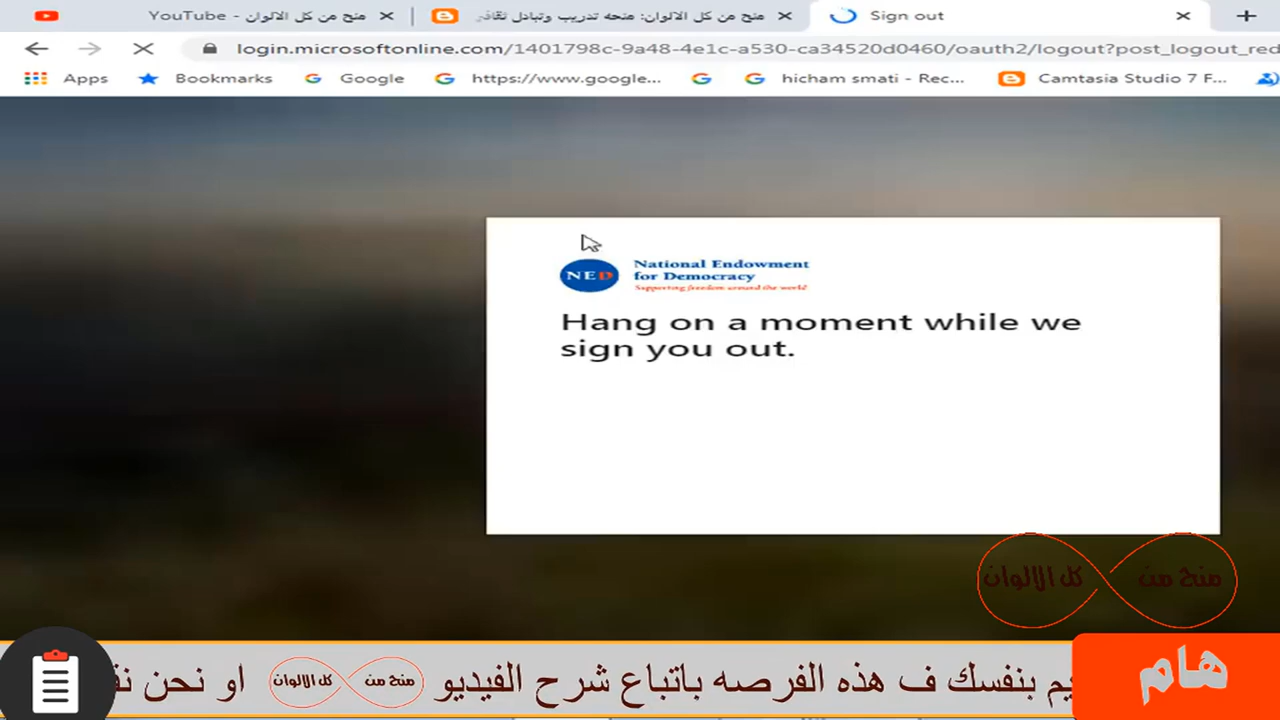 YouTube - منح من كل الالوان
منح من كل الالوان: منحه تدريب وتبادل ثقافي
Sign out
login.microsoftonline.com/1401798c-9a48-4e1c-a530-ca34520d0460/oauth2/logout?post_logout_red
Apps
Bookmarks
Google
https://www.google...
hicham smati - Rec...
Camtasia Studio 7 F...
NED
National Endowment
for Democracy
Supporting freedom around the world
Hang on a moment while we
sign you out.
منح من كل الالوان
يم بنفسك ف هذه الفرصه باتباع شرح الفيديو منح من كل الالوان او نحن نق
هام